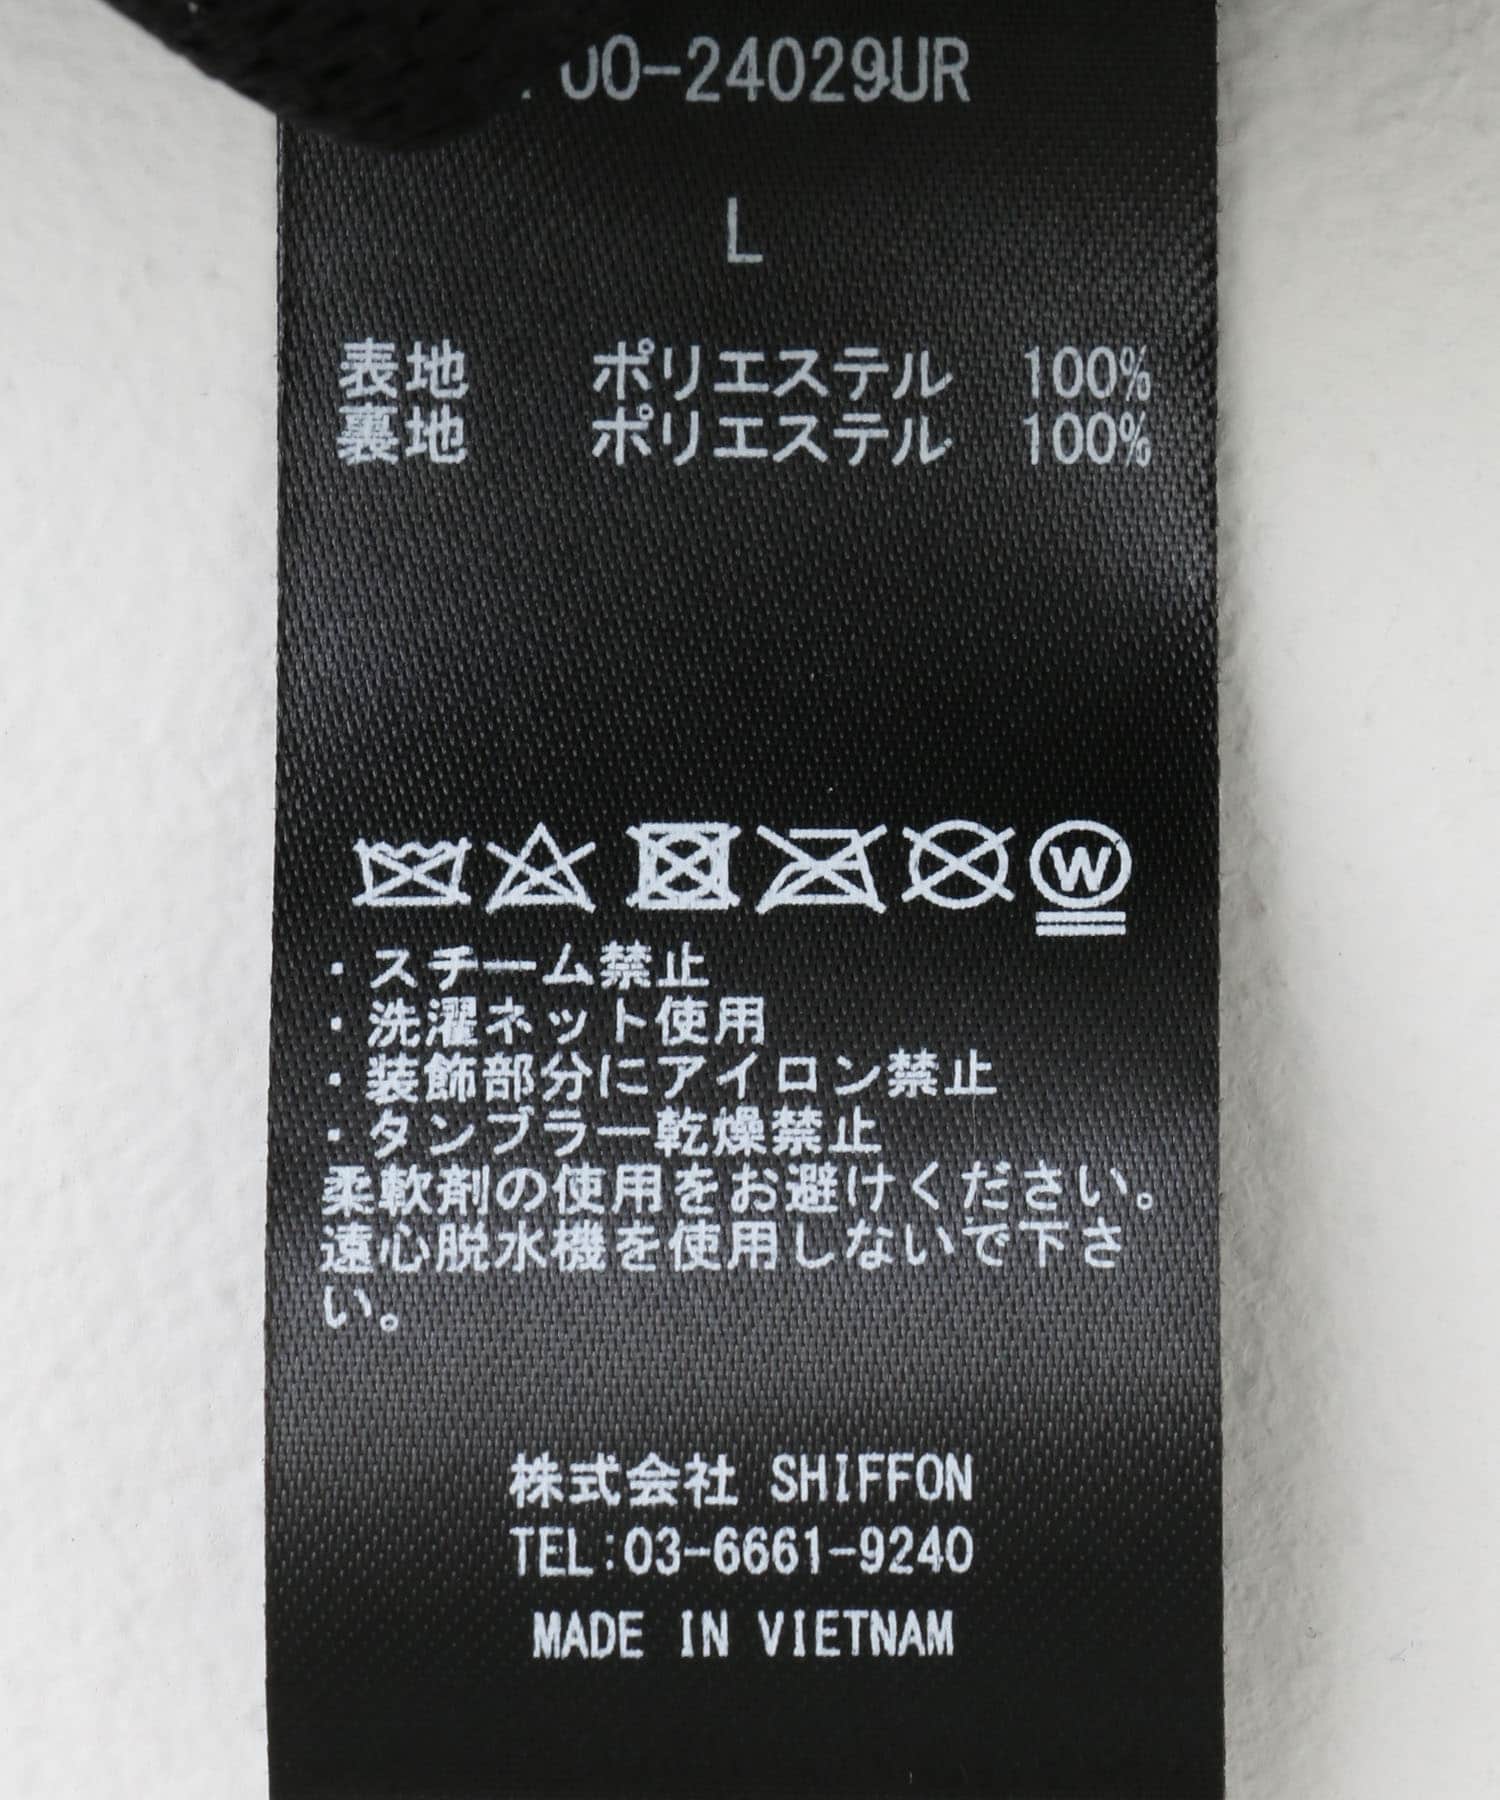 00-24029UR
L
表地 ポリエステル 100%
裏地 ポリエステル 100%
W
・スチーム禁止
・洗濯ネット使用
・装飾部分にアイロン禁止
・タンブラー乾燥禁止
柔軟剤の使用をお避けください。
遠心脱水機を使用しないで下さ
い。
株式会社 SHIFFON
TEL:03-6661-9240
MADE IN VIETNAM